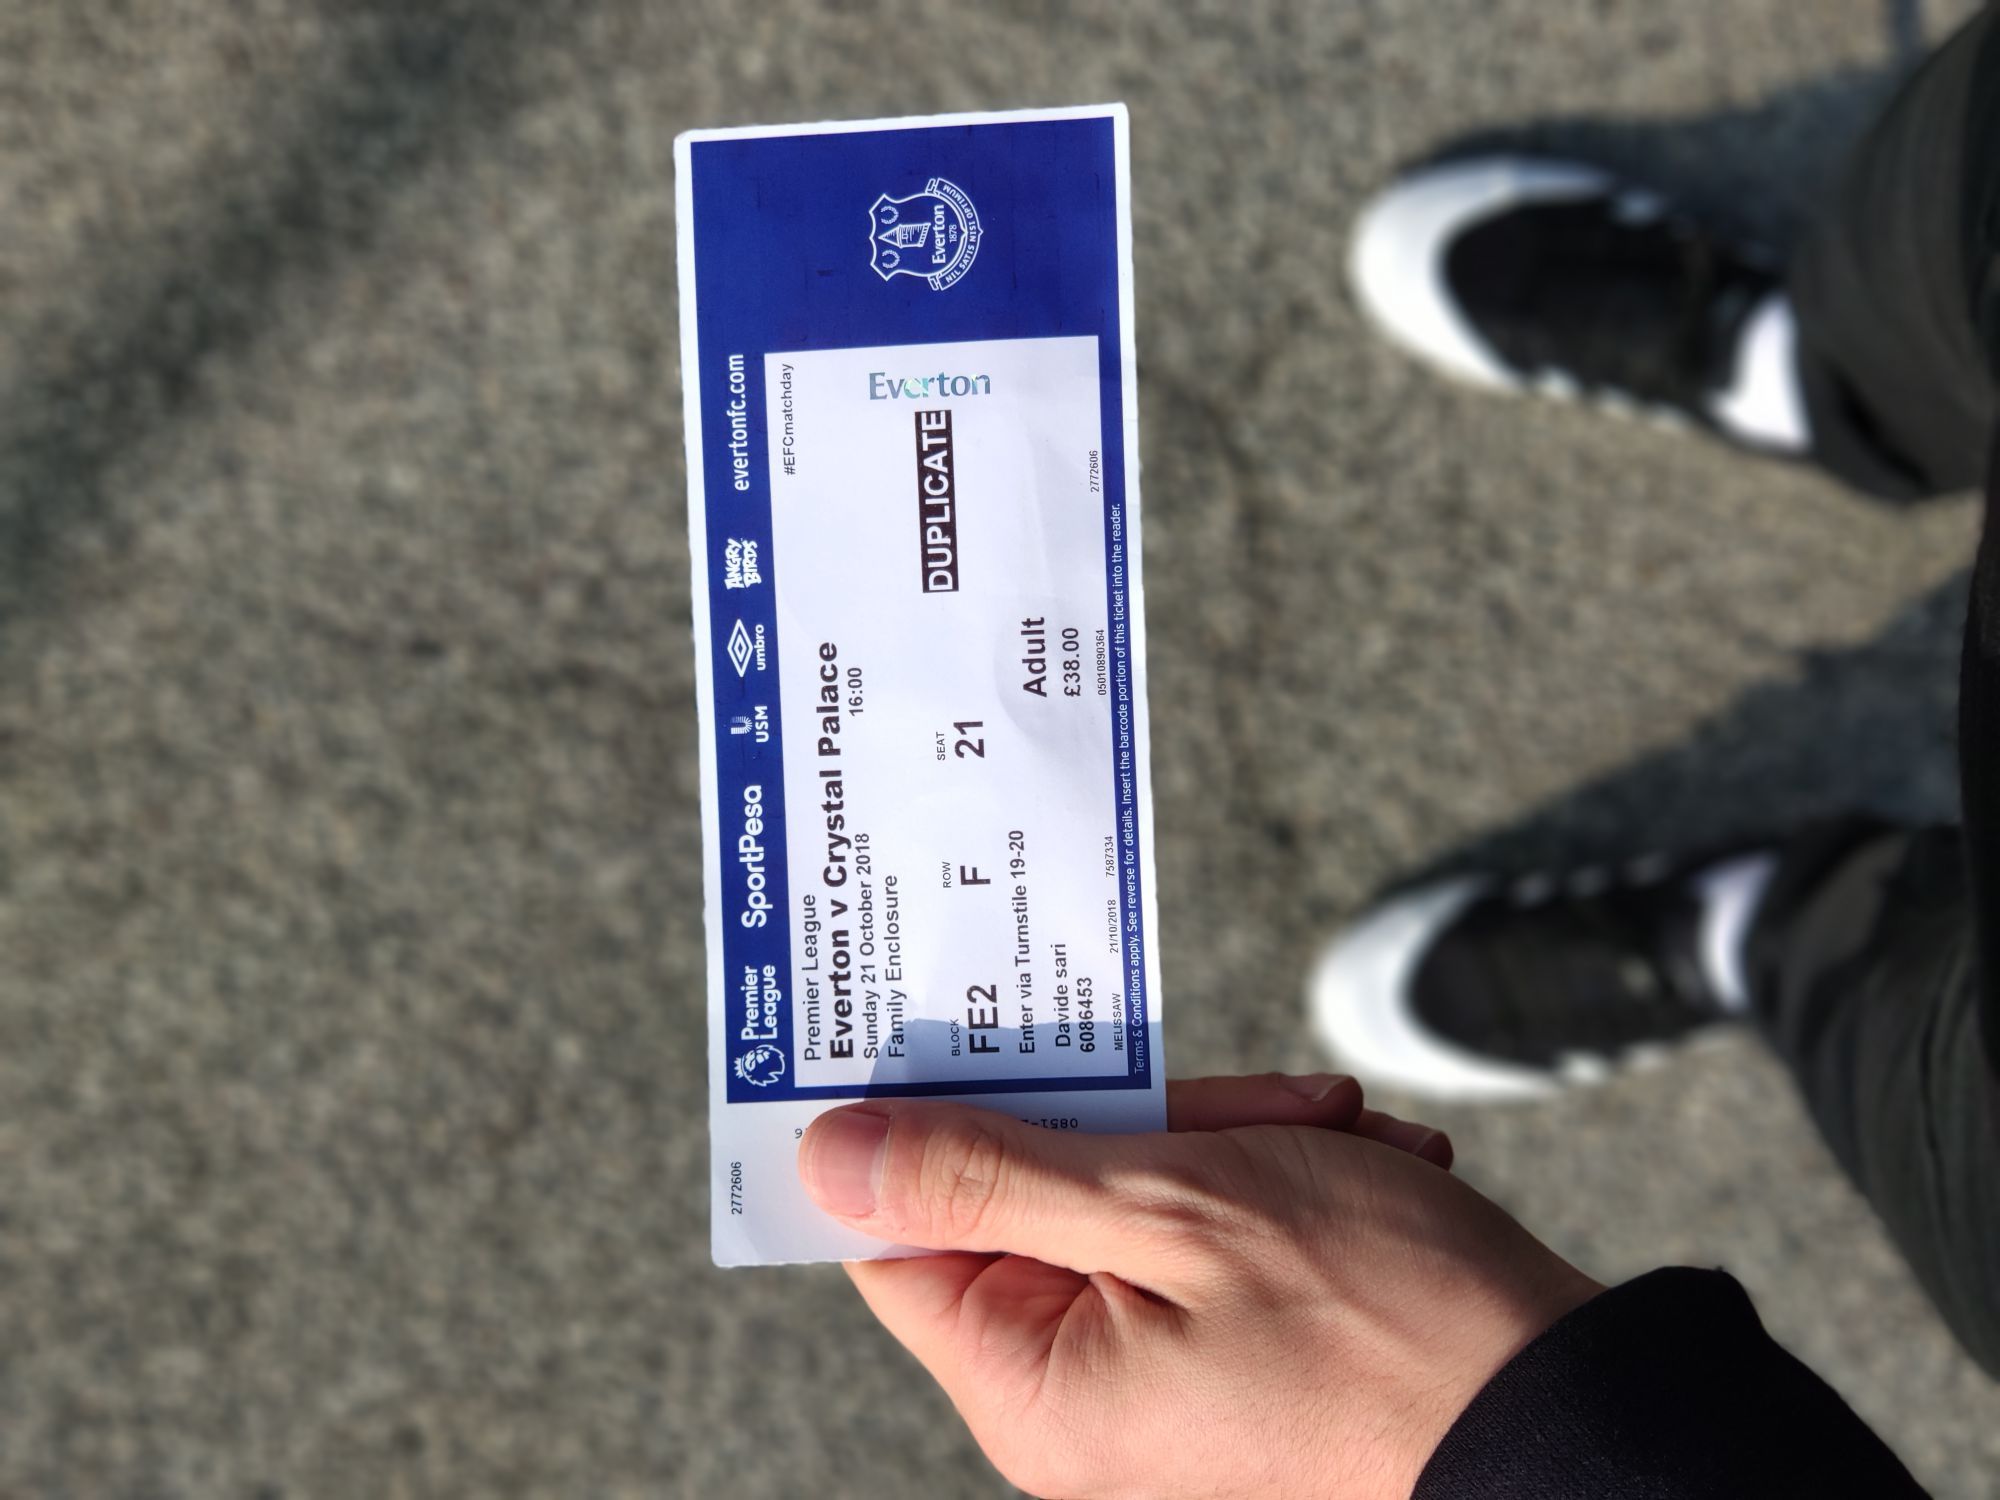 Premier League
SportPesa
USM
umbro
ANGRY BIRDS
evertonfc.com
#EFCmatchday
Premier League
Everton v Crystal Palace
Sunday 21 October 2018 16:00
Family Enclosure
Everton
DUPLICATE
BLOCK ROW SEAT
FE2 F 21
Enter via Turnstile 19-20
Adult
Davide sari
£38.00
6086453
2772606
MELISSAW 21/10/2018 7587334 05010890364
Terms & Conditions apply. See reverse for details. Insert the barcode portion of this ticket into the reader.
Everton
1878
NIL SATIS NISI OPTIMUM
2772606